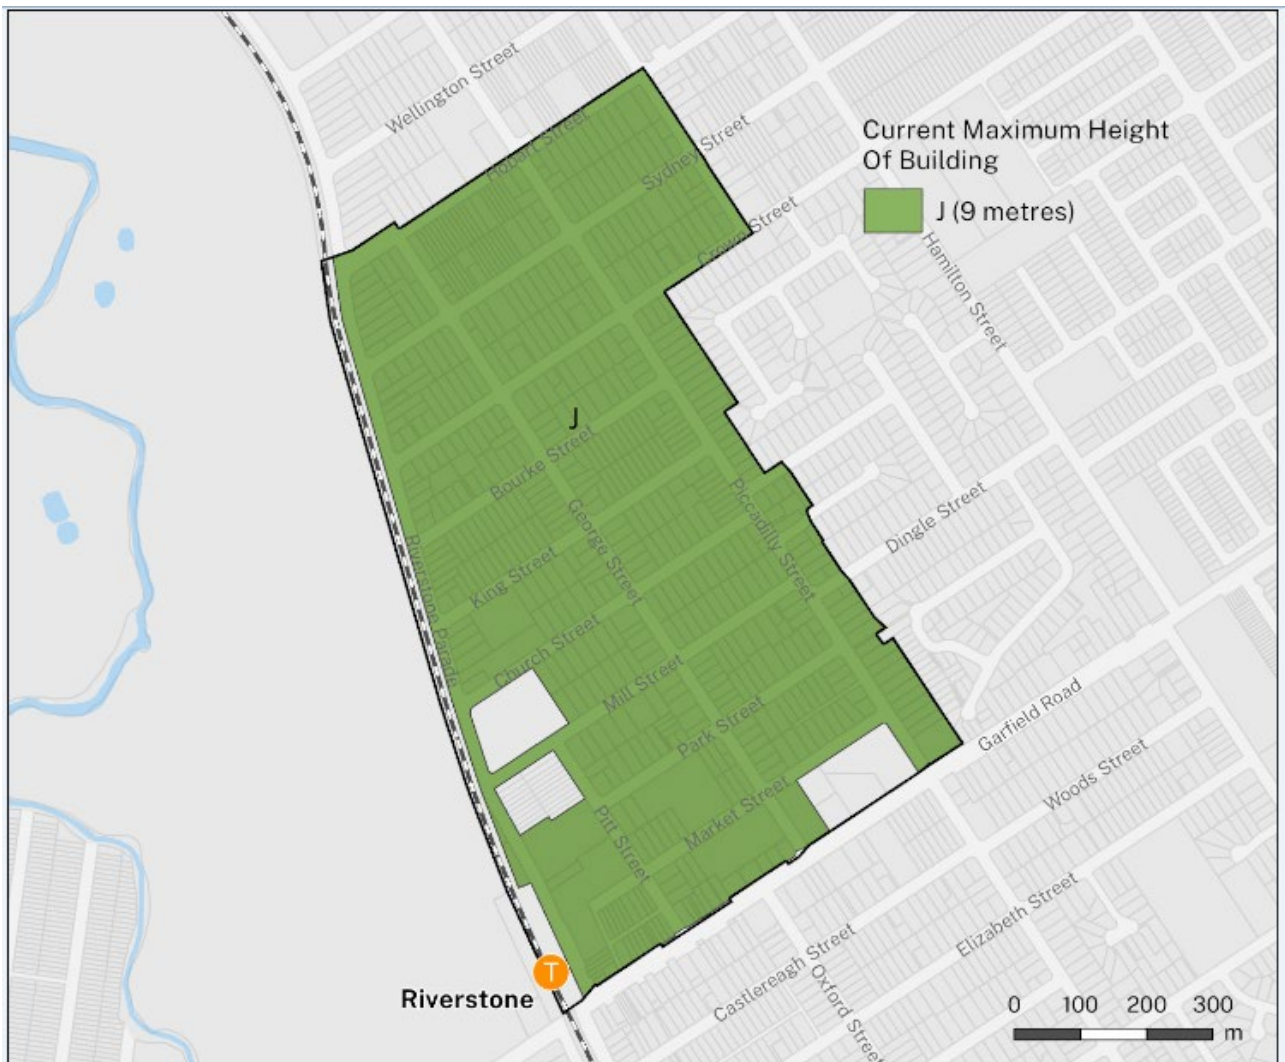 Wellington Street
Hobart Street
Sydney Street
Current Maximum Height
Of Building
J (9 metres)
Crown Street
Hamilton Street
J
Bourke Street
Piccadilly Street
Dingle Street
George Street
King Street
Riverstone Parade
Church Street
Mill Street
Park Street
Garfield Road
Woods Street
Market Street
Pitt Street
Elizabeth Street
Castlereagh Street
Oxford Street
T
Riverstone
0 100 200 300
m